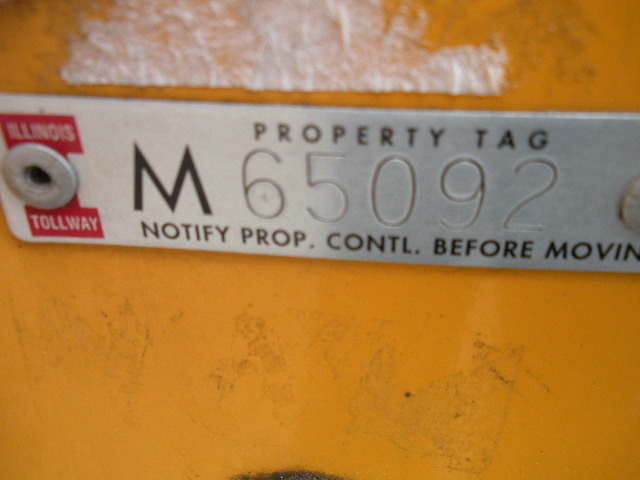 ILLINOIS
TOLLWAY
PROPERTY TAG
M 65092
NOTIFY PROP. CONTL. BEFORE MOVIN